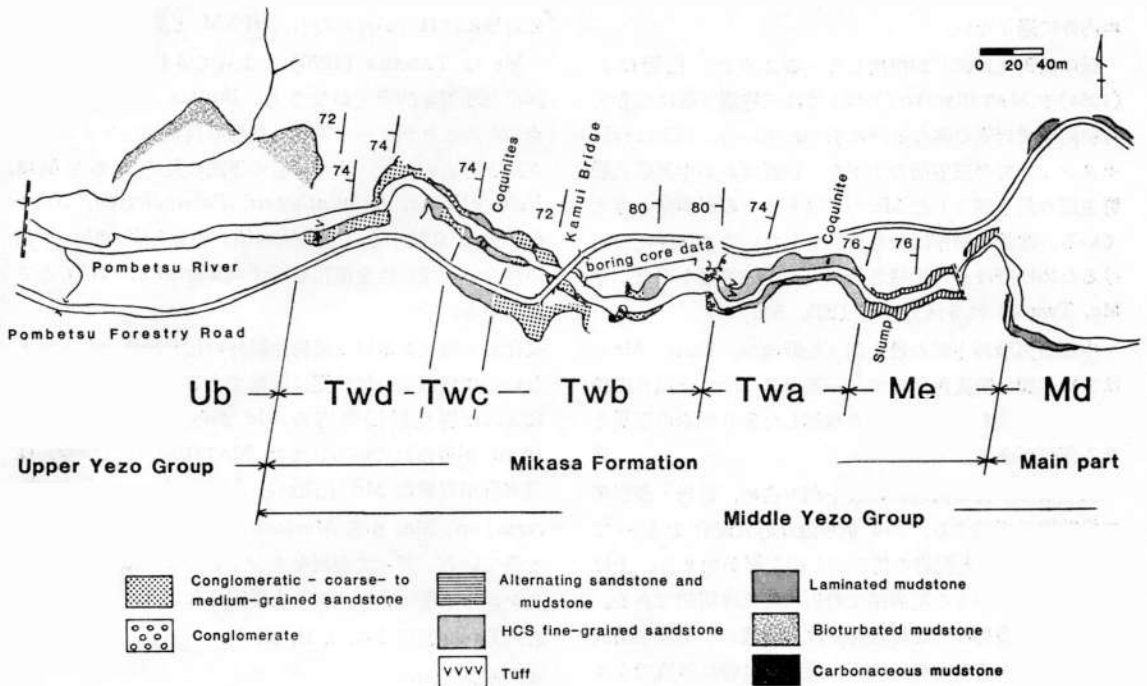 0 20 40m
72
74
74
74
Coquinites
72
Kamui Bridge
80
80
74
Coquinite
76
76
boring core data
Pombetsu River
Pombetsu Forestry Road
Slump
Ub Twd Twc Twb Twa Me Md
Upper Yezo Group Mikasa Formation Main part
Middle Yezo Group
Conglomeratic - coarse- to
medium-grained sandstone
Conglomerate
Alternating sandstone and
mudstone
HCS fine-grained sandstone
Tuff
Laminated mudstone
Bioturbated mudstone
Carbonaceous mudstone